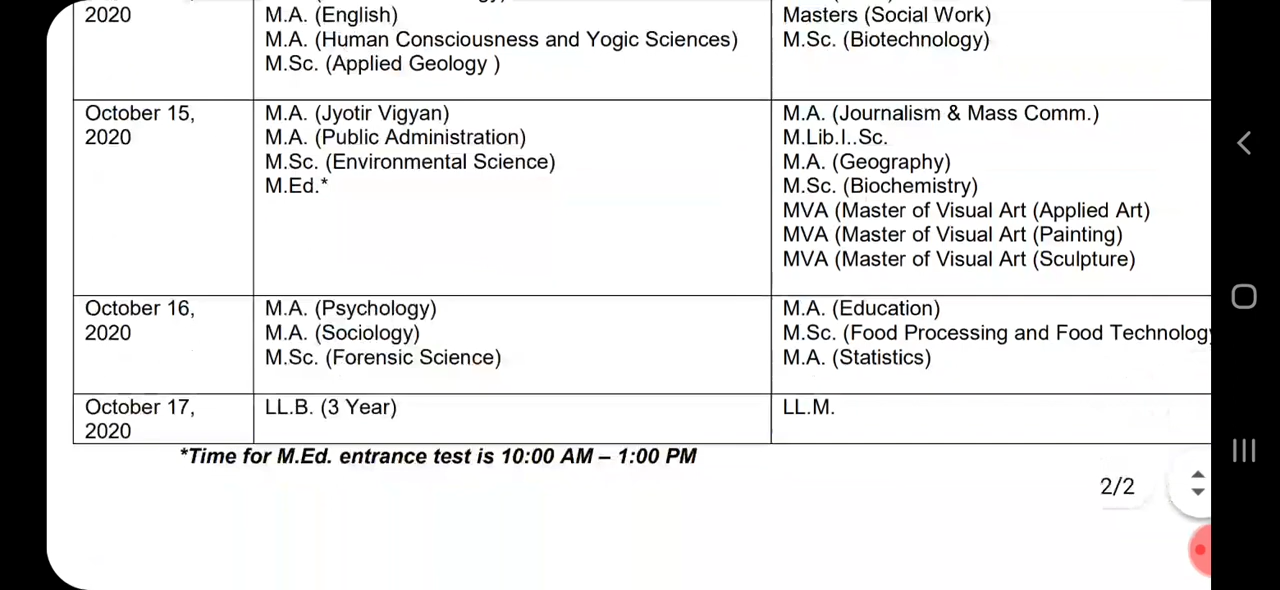 2020
M.A. (English)
M.A. (Human Consciousness and Yogic Sciences)
M.Sc. (Applied Geology )
Masters (Social Work)
M.Sc. (Biotechnology)
October 15,
2020
M.A. (Jyotir Vigyan)
M.A. (Public Administration)
M.Sc. (Environmental Science)
M.Ed.*
M.A. (Journalism & Mass Comm.)
M.Lib.I..Sc.
M.A. (Geography)
M.Sc. (Biochemistry)
MVA (Master of Visual Art (Applied Art)
MVA (Master of Visual Art (Painting)
MVA (Master of Visual Art (Sculpture)
October 16,
2020
M.A. (Psychology)
M.A. (Sociology)
M.Sc. (Forensic Science)
M.A. (Education)
M.Sc. (Food Processing and Food Technology
M.A. (Statistics)
October 17,
2020
LL.B. (3 Year)
LL.M.
*Time for M.Ed. entrance test is 10:00 AM – 1:00 PM
2/2